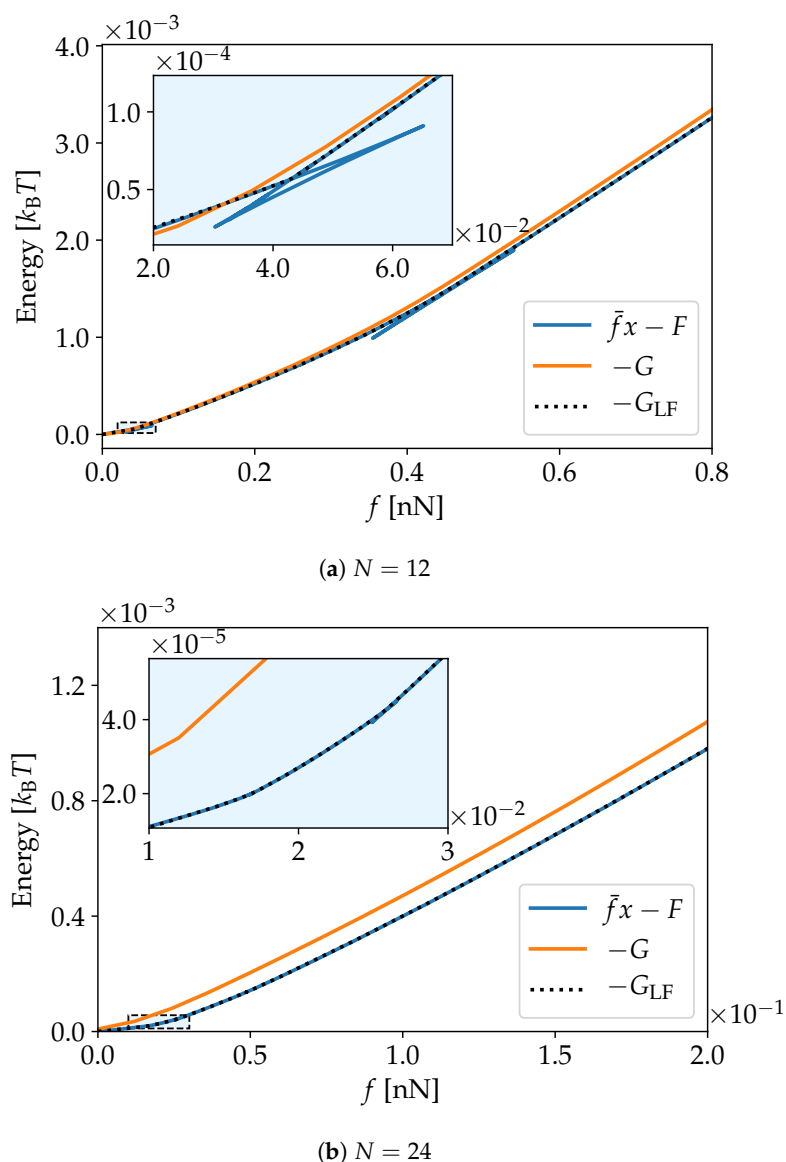 ×10⁻³
4.0
3.0
2.0
1.0
0.0
Energy [k_BT]
×10⁻⁴
1.0
0.5
2.0 4.0 6.0
×10⁻²
f̄x − F
−G
−G_LF
0.0 0.2 0.4 0.6 0.8
f [nN]
(a) N = 12
×10⁻³
1.2
0.8
0.4
0.0
Energy [k_BT]
×10⁻⁵
4.0
2.0
1 2 3
×10⁻²
f̄x − F
−G
−G_LF
×10⁻¹
0.0 0.5 1.0 1.5 2.0
f [nN]
(b) N = 24